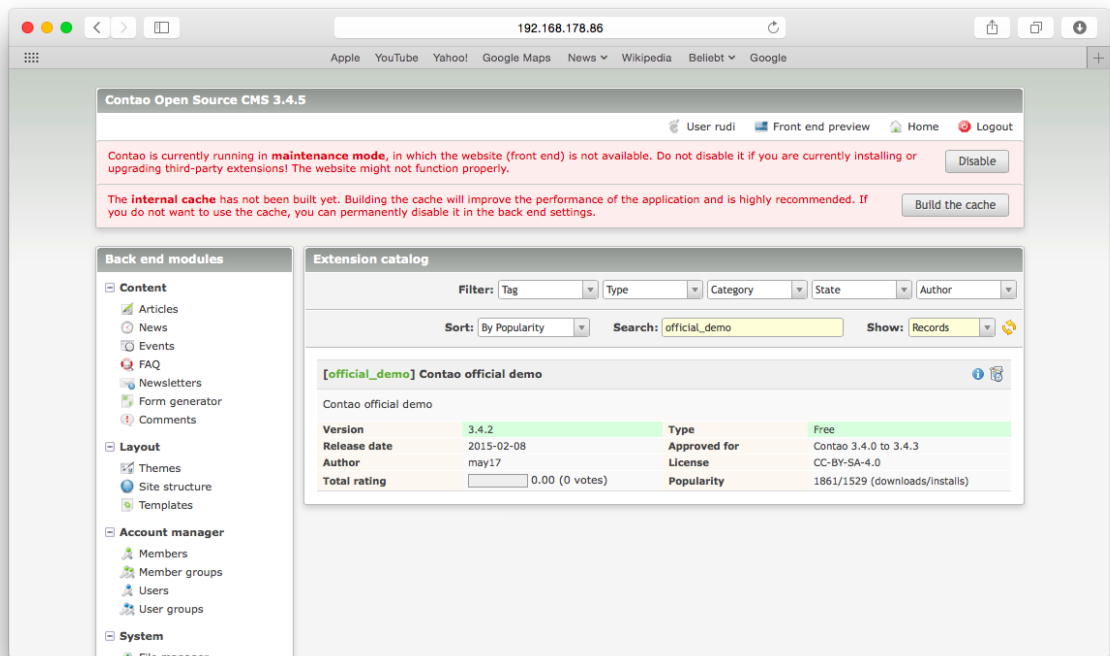 192.168.178.86
Apple YouTube Yahoo! Google Maps News Wikipedia Beliebt Google
Contao Open Source CMS 3.4.5
User rudi Front end preview Home Logout
Contao is currently running in maintenance mode, in which the website (front end) is not available. Do not disable it if you are currently installing or
upgrading third-party extensions! The website might not function properly.
Disable
The internal cache has not been built yet. Building the cache will improve the performance of the application and is highly recommended. If
you do not want to use the cache, you can permanently disable it in the back end settings.
Build the cache
Back end modules
Content
Articles
News
Events
FAQ
Newsletters
Form generator
Comments
Layout
Themes
Site structure
Templates
Account manager
Members
Member groups
Users
User groups
System
File manager
Extension catalog
Filter: Tag Type Category State Author
Sort: By Popularity Search: official_demo Show: Records
[official_demo] Contao official demo
Contao official demo
Version 3.4.2 Type Free
Release date 2015-02-08 Approved for Contao 3.4.0 to 3.4.3
Author may17 License CC-BY-SA-4.0
Total rating 0.00 (0 votes) Popularity 1861/1529 (downloads/installs)